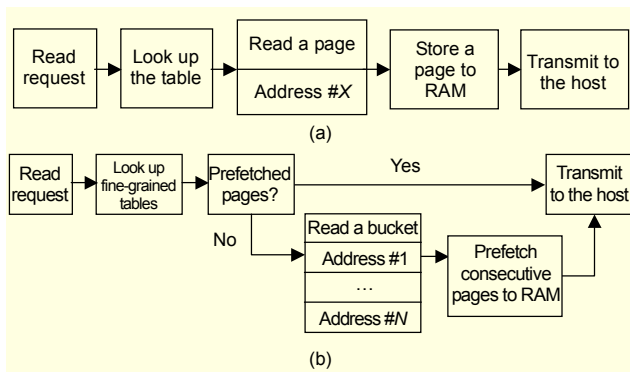 Read
request
Look up
the table
Read a page
Address #X
Store a
page to
RAM
Transmit to
the host
(a)
Read
request
Look up
fine-grained
tables
Prefetched
pages?
Yes
No
Read a bucket
Address #1
...
Address #N
Prefetch
consecutive
pages to RAM
Transmit
to the host
(b)